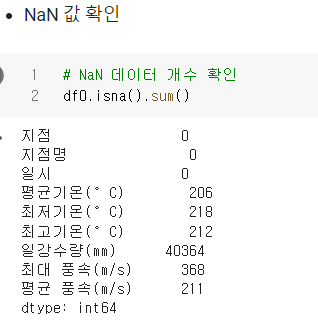 • NaN 값 확인
1 # NaN 데이터 개수 확인
2 df0.isna().sum()
지점 0
지점명 0
일시 0
평균기온(°C) 206
최저기온(°C) 218
최고기온(°C) 212
일강수량(mm) 40364
최대 풍속(m/s) 368
평균 풍속(m/s) 211
dtype: int64